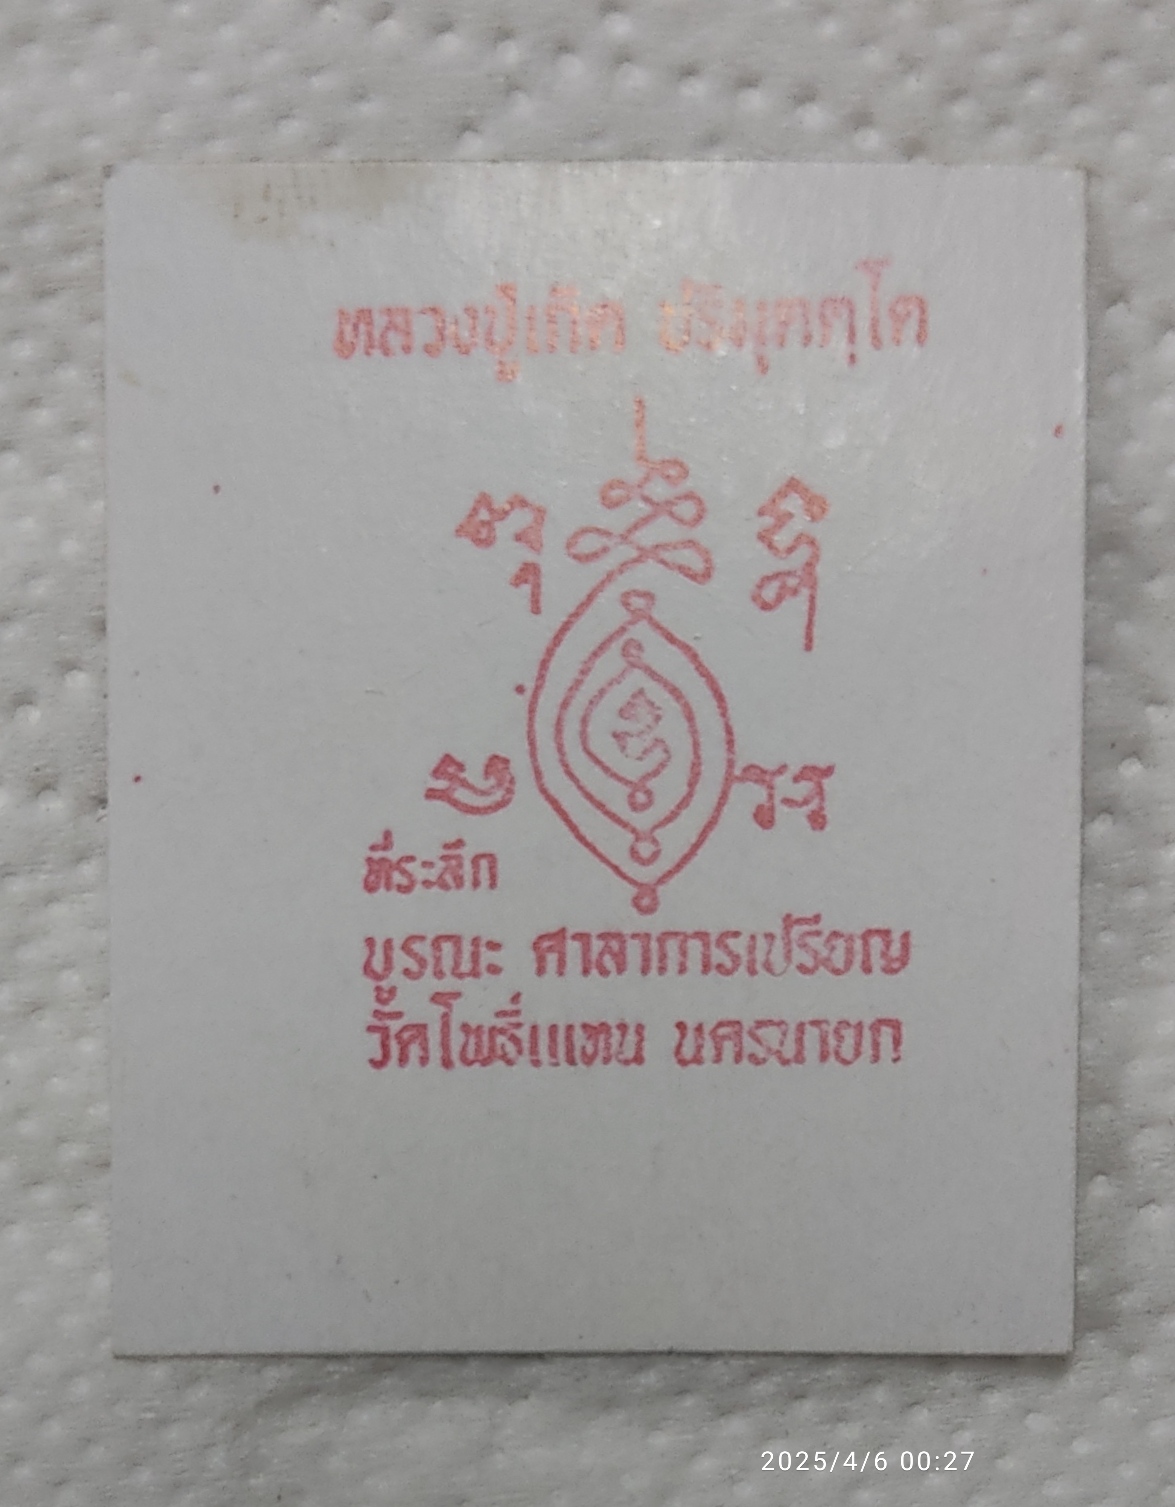 หลวงปู่เกิด ปริมุตตฺโต
ที่ระลึก
บูรณะ ศาลาการเปรียญ
วัดโพธิ์แทน นครนายก
2025/4/6 00:27